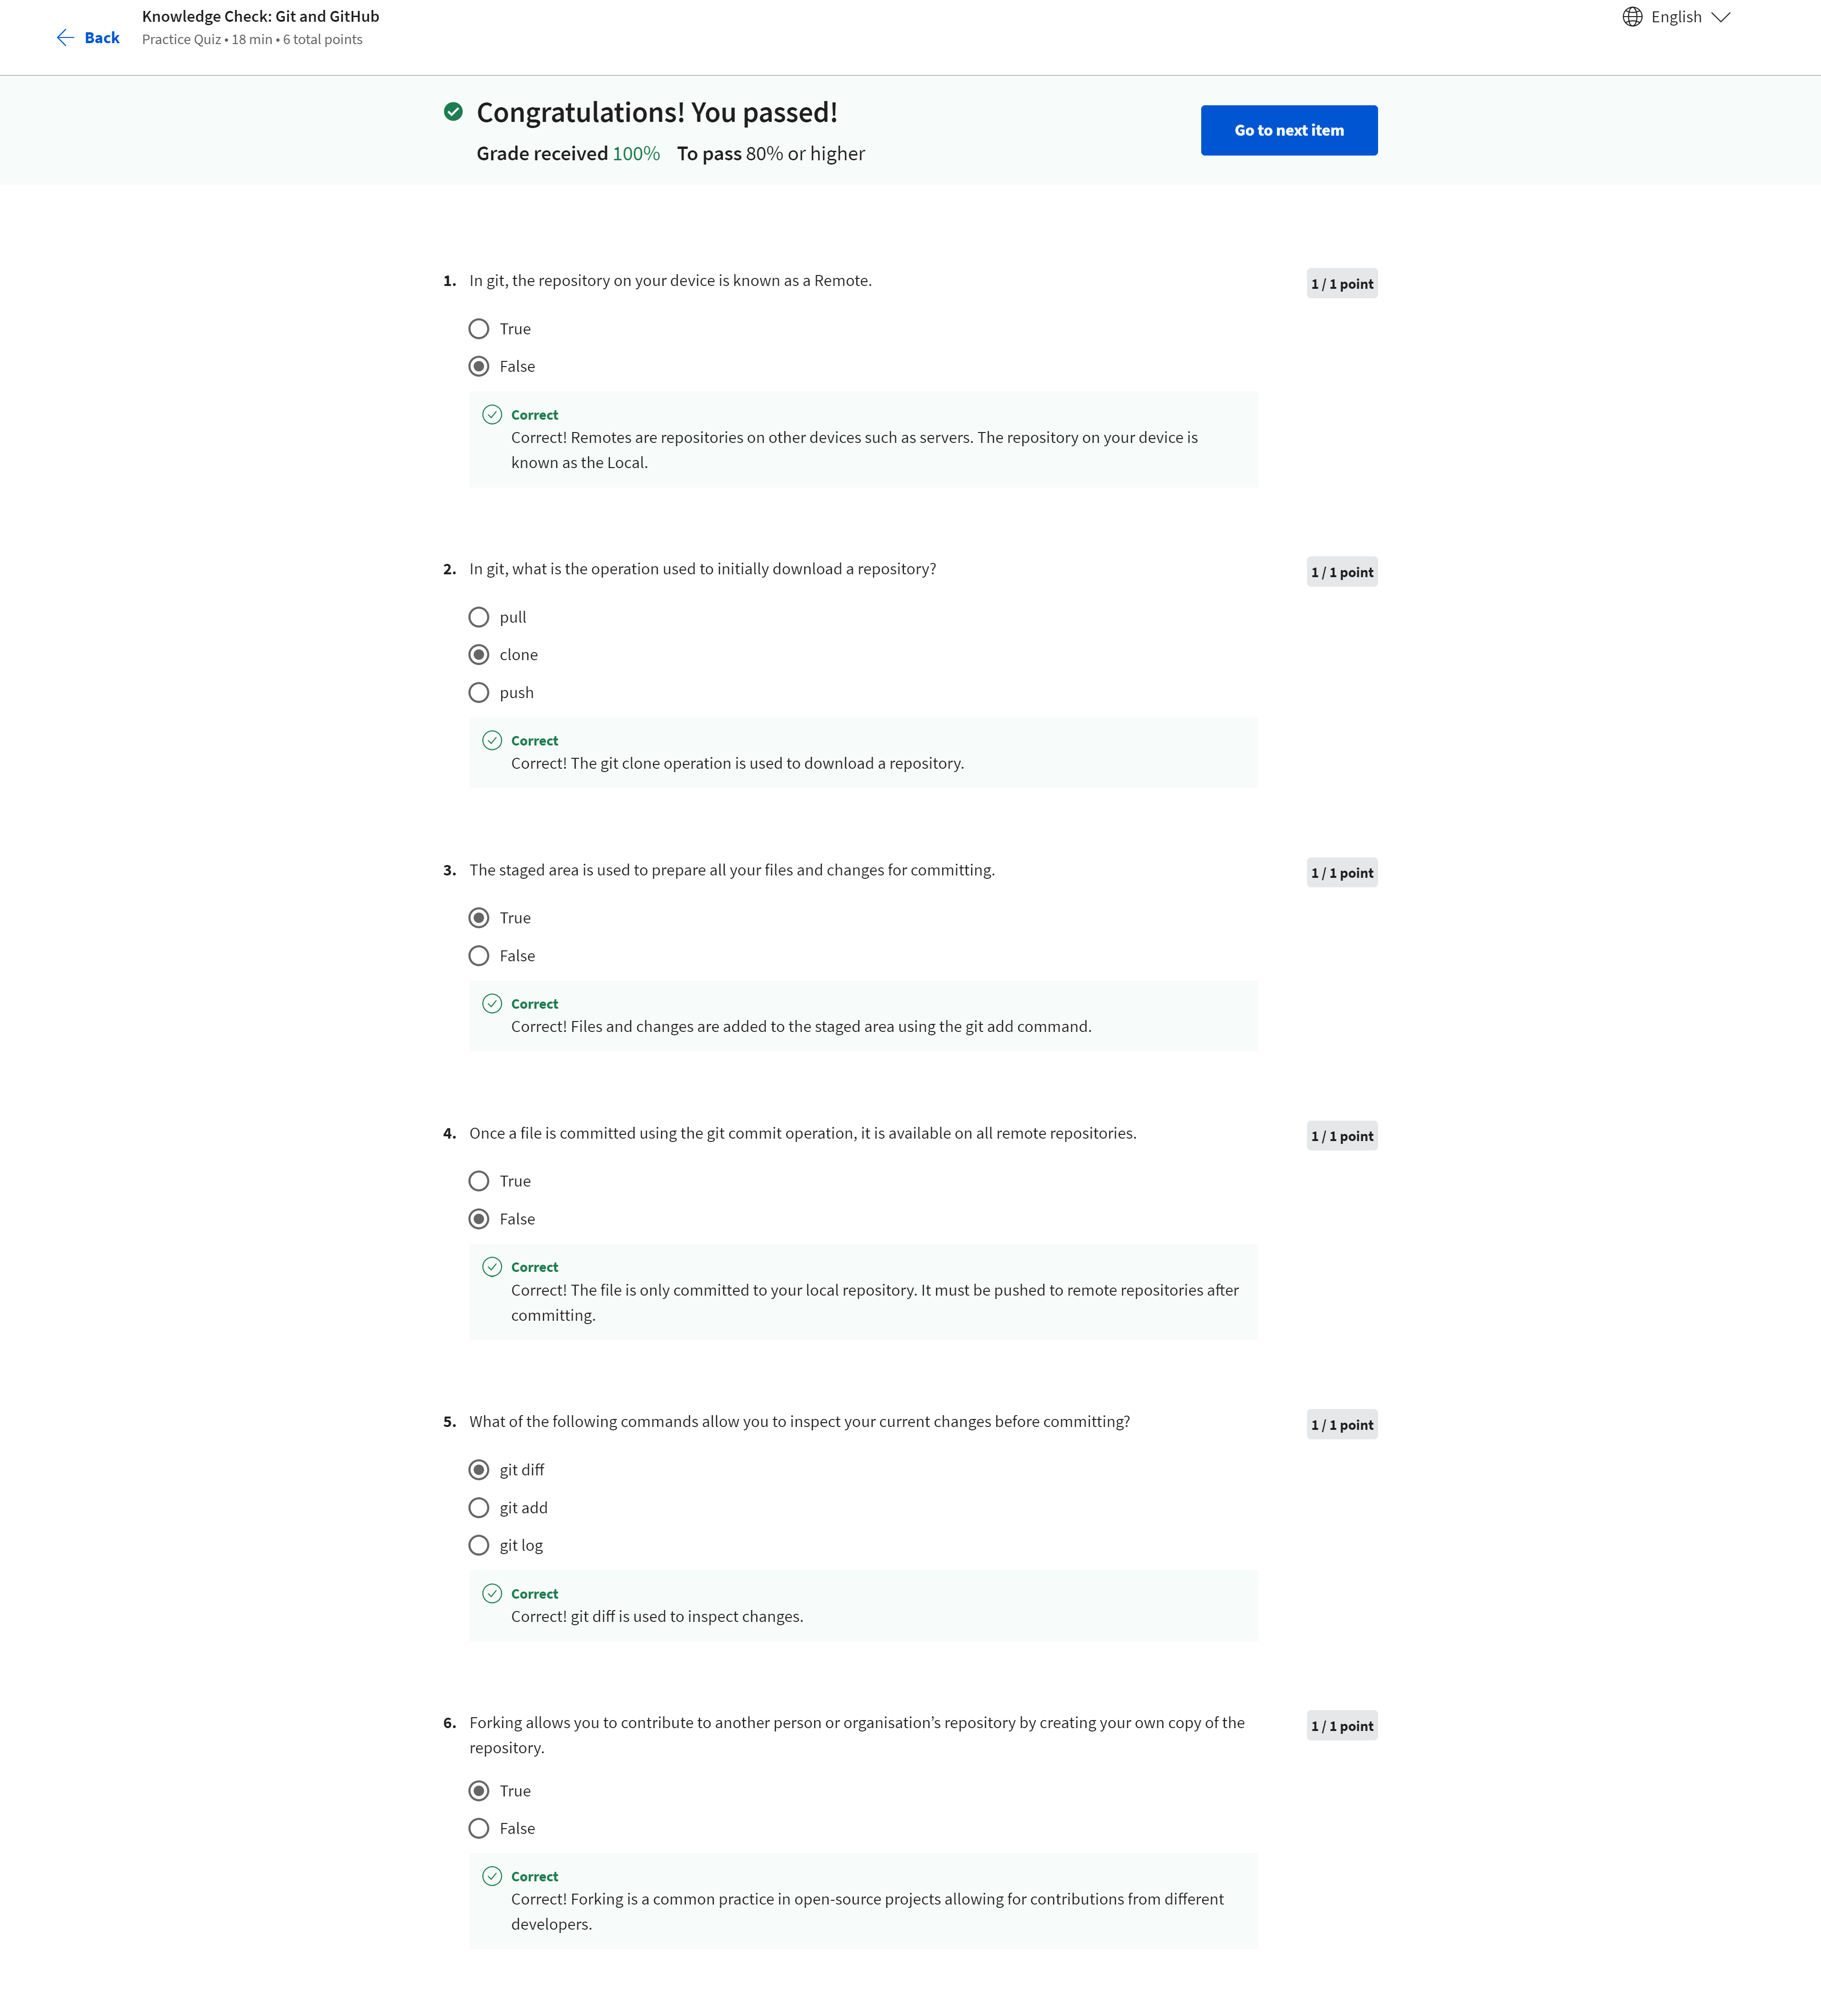 Knowledge Check: Git and GitHub
Back
Practice Quiz • 18 min • 6 total points
English
Congratulations! You passed!
Grade received 100% To pass 80% or higher
Go to next item
1. In git, the repository on your device is known as a Remote.
1 / 1 point
True
False
Correct
Correct! Remotes are repositories on other devices such as servers. The repository on your device is
known as the Local.
2. In git, what is the operation used to initially download a repository?
1 / 1 point
pull
clone
push
Correct
Correct! The git clone operation is used to download a repository.
3. The staged area is used to prepare all your files and changes for committing.
1 / 1 point
True
False
Correct
Correct! Files and changes are added to the staged area using the git add command.
4. Once a file is committed using the git commit operation, it is available on all remote repositories.
1 / 1 point
True
False
Correct
Correct! The file is only committed to your local repository. It must be pushed to remote repositories after
committing.
5. What of the following commands allow you to inspect your current changes before committing?
1 / 1 point
git diff
git add
git log
Correct
Correct! git diff is used to inspect changes.
6. Forking allows you to contribute to another person or organisation’s repository by creating your own copy of the
repository.
1 / 1 point
True
False
Correct
Correct! Forking is a common practice in open-source projects allowing for contributions from different
developers.